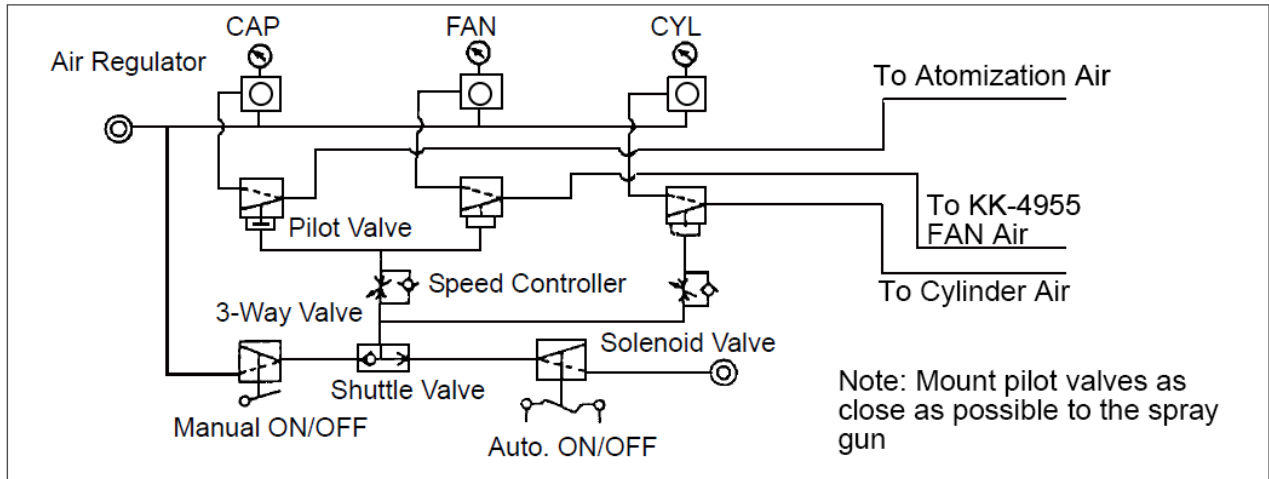 CAP
FAN
CYL
Air Regulator
To Atomization Air
Pilot Valve
To KK-4955
FAN Air
Speed Controller
To Cylinder Air
3-Way Valve
Solenoid Valve
Shuttle Valve
Manual ON/OFF
Auto. ON/OFF
Note: Mount pilot valves as
close as possible to the spray
gun